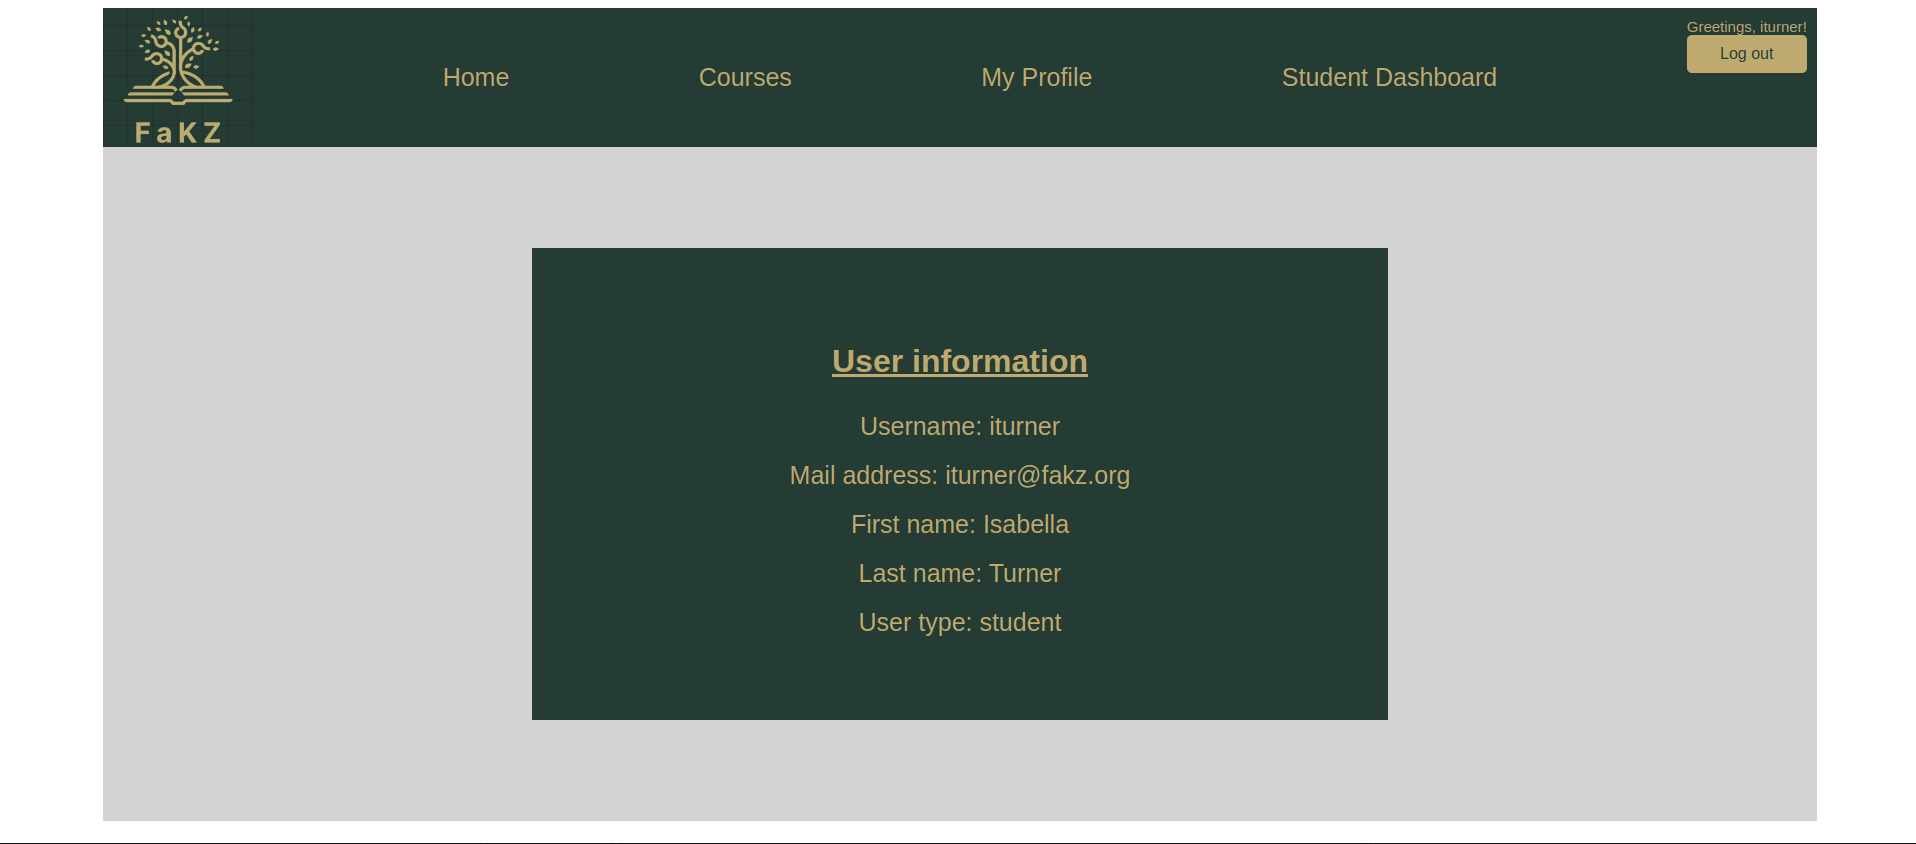 FaKZ
Home
Courses
My Profile
Student Dashboard
Greetings, iturner!
Log out
User information
Username: iturner
Mail address: iturner@fakz.org
First name: Isabella
Last name: Turner
User type: student